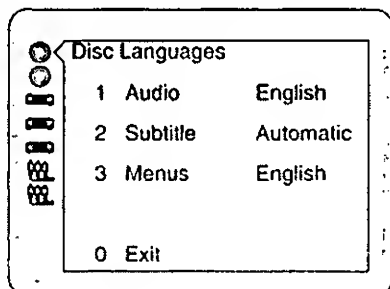 Disc Languages
1 Audio English
2 Subtitle Automatic
3 Menus English
0 Exit